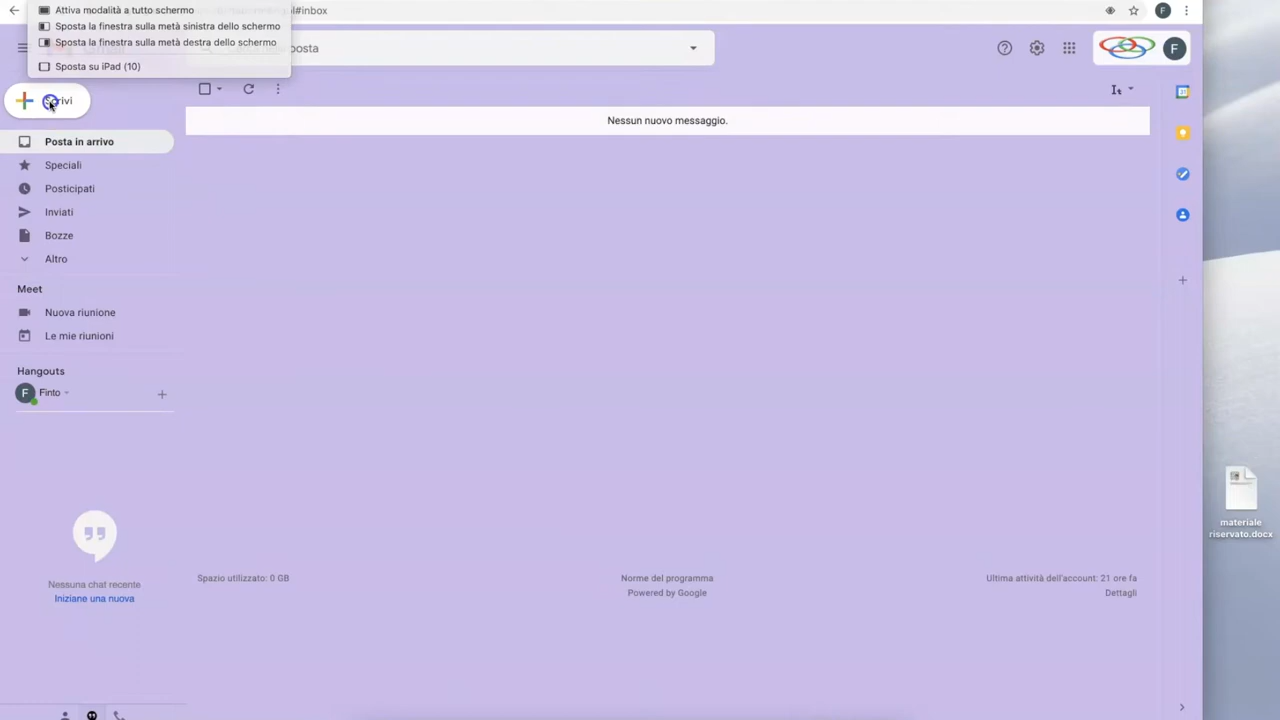 Attiva modalità a tutto schermo
#inbox
Sposta la finestra sulla metà sinistra dello schermo
Sposta la finestra sulla metà destra dello schermo
posta
Sposta su iPad (10)
F
F
Scrivi
Nessun nuovo messaggio.
Posta in arrivo
Speciali
Posticipati
Inviati
Bozze
Altro
Meet
Nuova riunione
Le mie riunioni
Hangouts
F Finto
materiale
riservato.docx
Nessuna chat recente
Iniziane una nuova
Spazio utilizzato: 0 GB
Norme del programma
Powered by Google
Ultima attività dell'account: 21 ore fa
Dettagli